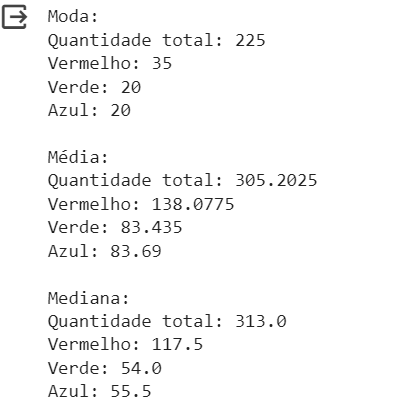 Moda:
Quantidade total: 225
Vermelho: 35
Verde: 20
Azul: 20
Média:
Quantidade total: 305.2025
Vermelho: 138.0775
Verde: 83.435
Azul: 83.69
Mediana:
Quantidade total: 313.0
Vermelho: 117.5
Verde: 54.0
Azul: 55.5